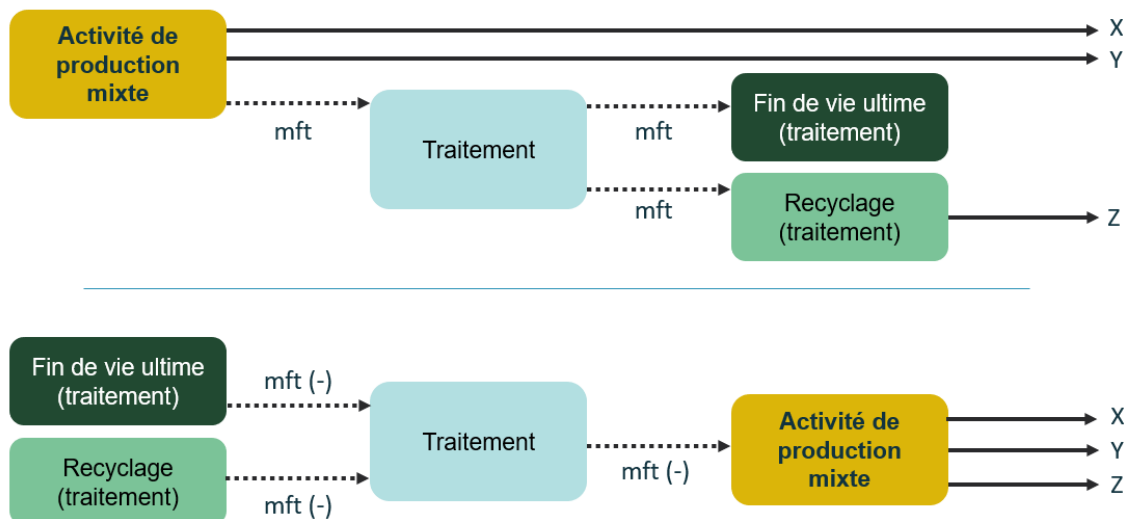 Activité de
production
mixte
X
Y
mft
Traitement
mft
mft
Fin de vie ultime
(traitement)
Recyclage
(traitement)
Z
Fin de vie ultime
(traitement)
mft (-)
Recyclage
(traitement)
mft (-)
Traitement
mft (-)
Activité de
production
mixte
X
Y
Z